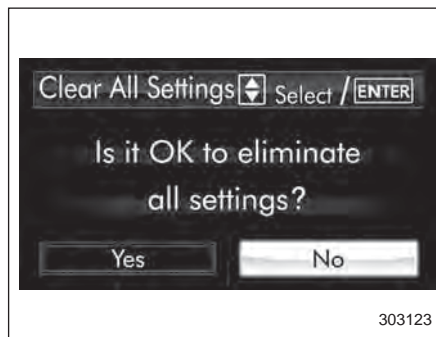 Clear All Settings Select / ENTER
Is it OK to eliminate
all settings?
Yes No
303123